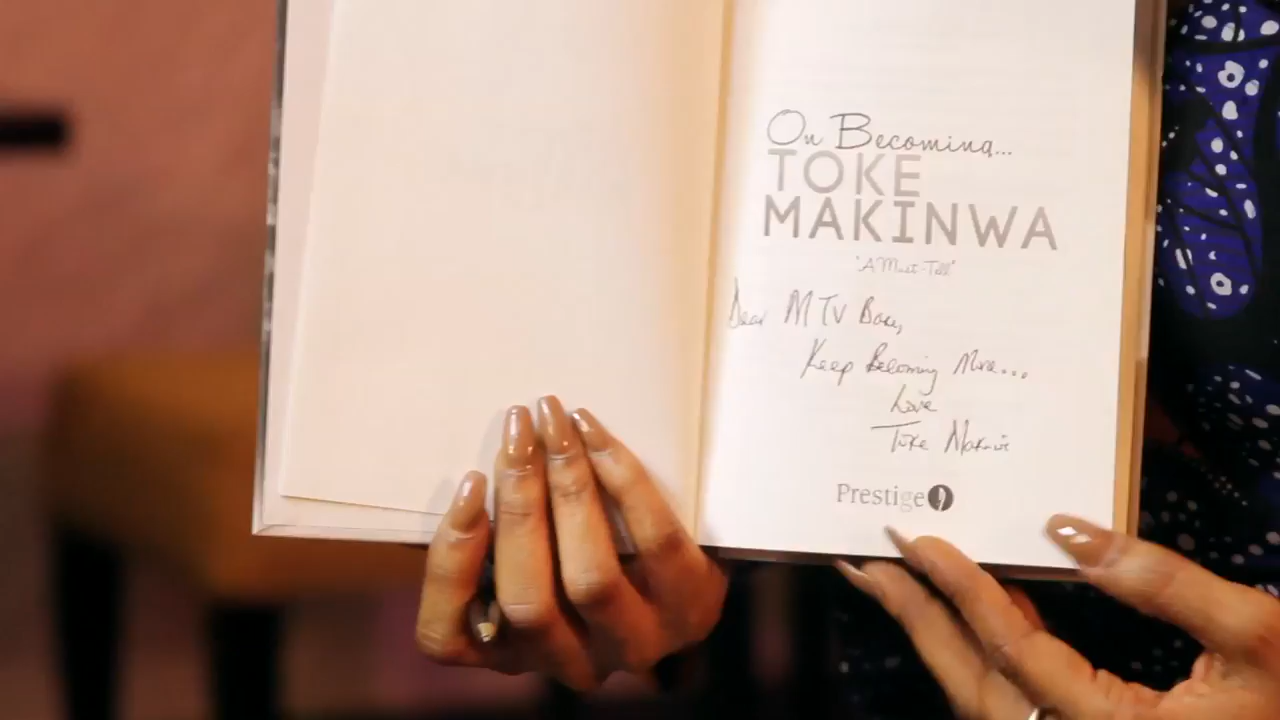 On Becoming...
TOKE
MAKINWA
"A Must-Tell"
Dear MTV Base,
Keep Becoming More...
Love
Toke Makinwa
Prestige